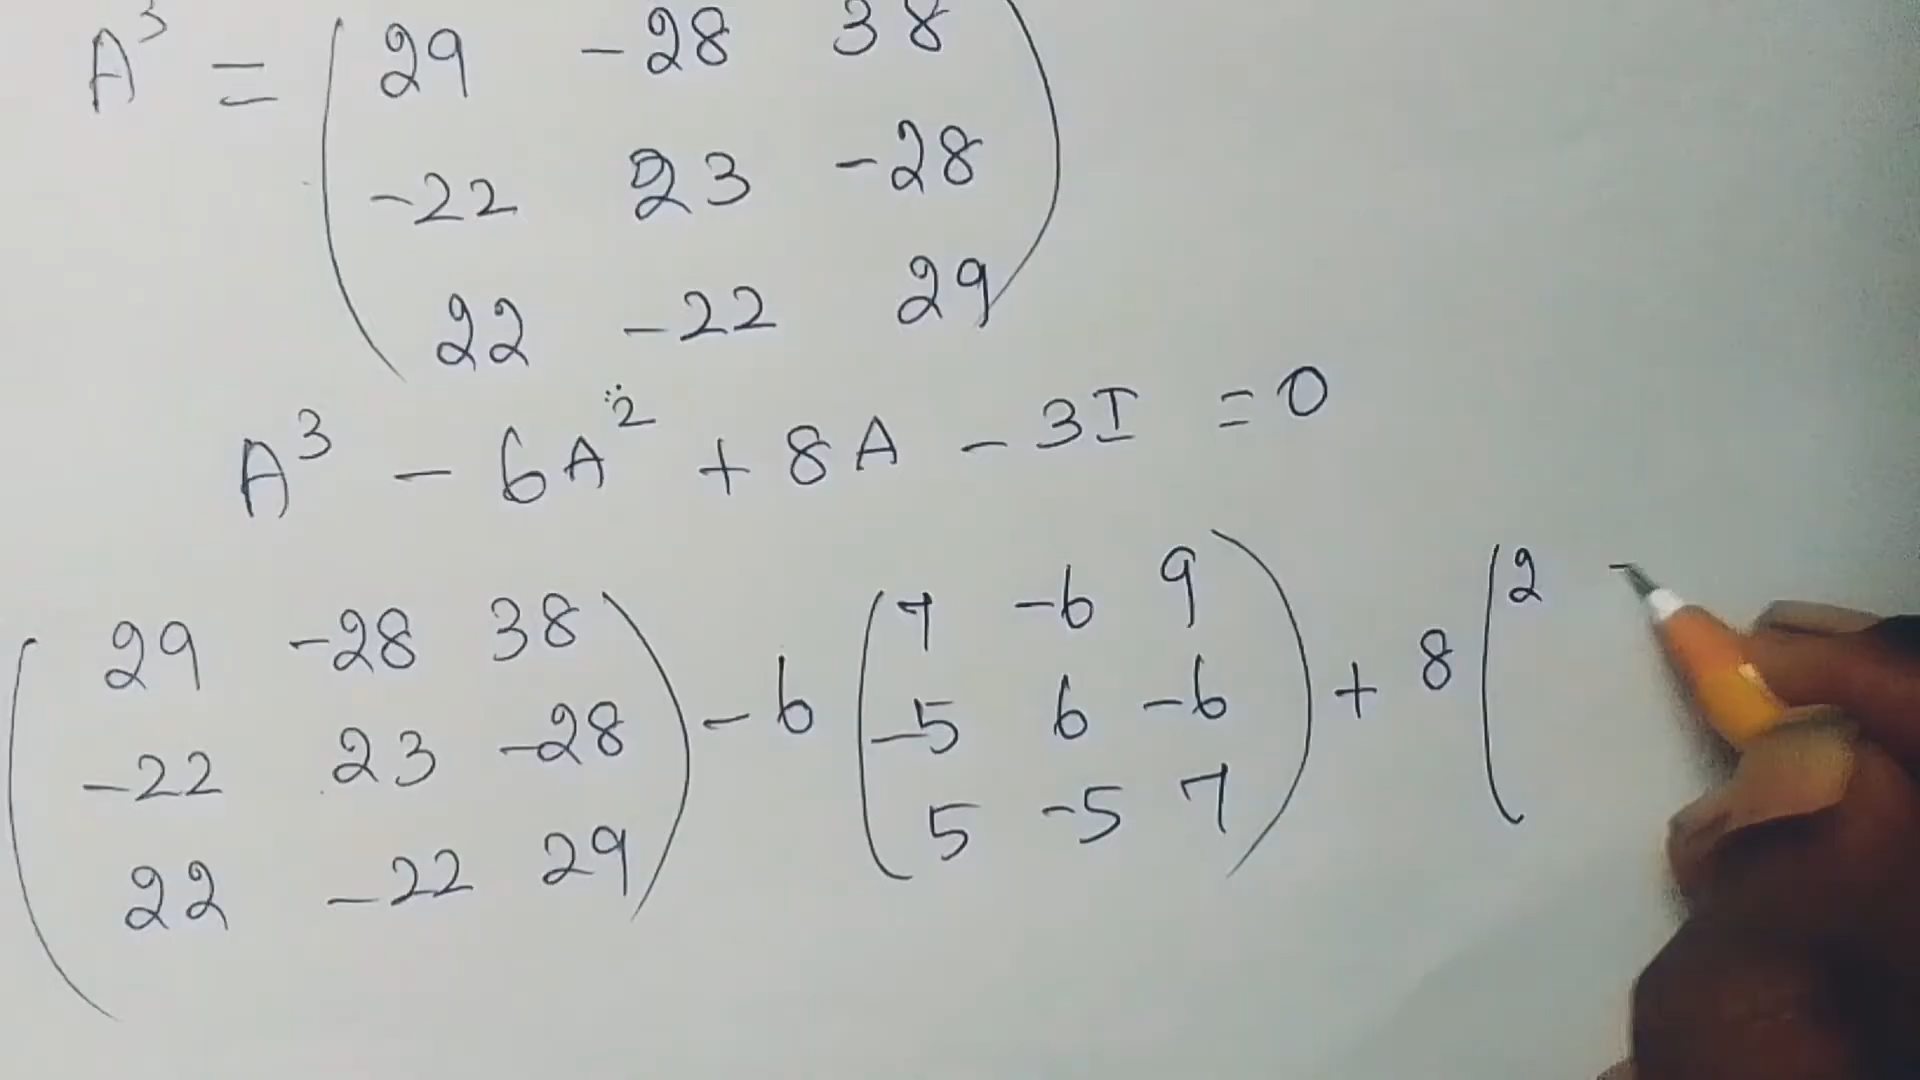 A³ = ( 29 -28 38
-22 23 -28
22 -22 29 )
A³ - 6A² + 8A - 3I = 0
( 29 -28 38 ) - 6 ( 7 -6 9 ) + 8 ( 2 -
-22 23 -28 -5 6 -6
22 -22 29 5 -5 7